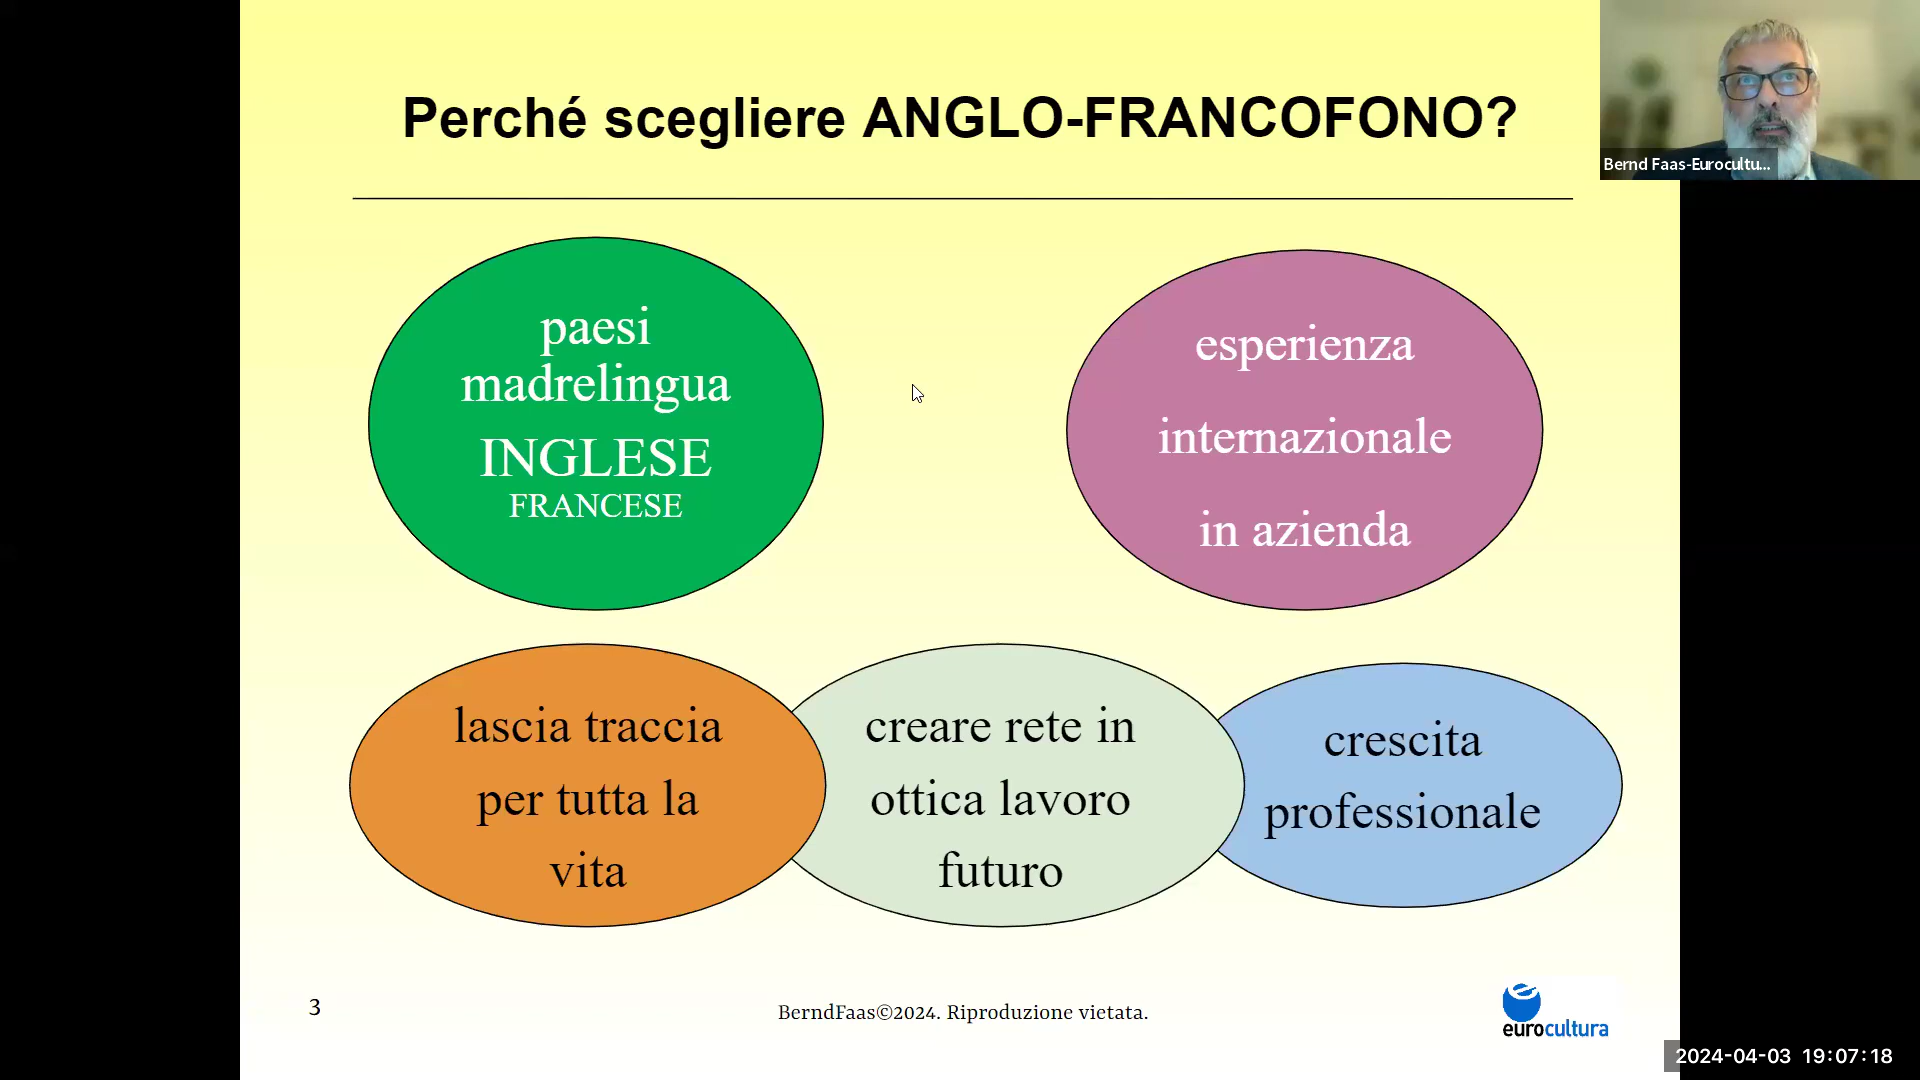 Perché scegliere ANGLO-FRANCOFONO?
Bernd Faas-Eurocultu...
paesi
madrelingua
INGLESE
FRANCESE
esperienza
internazionale
in azienda
lascia traccia
per tutta la
vita
creare rete in
ottica lavoro
futuro
crescita
professionale
3
BerndFaas©2024. Riproduzione vietata.
eurocultura
2024-04-03 19:07:18